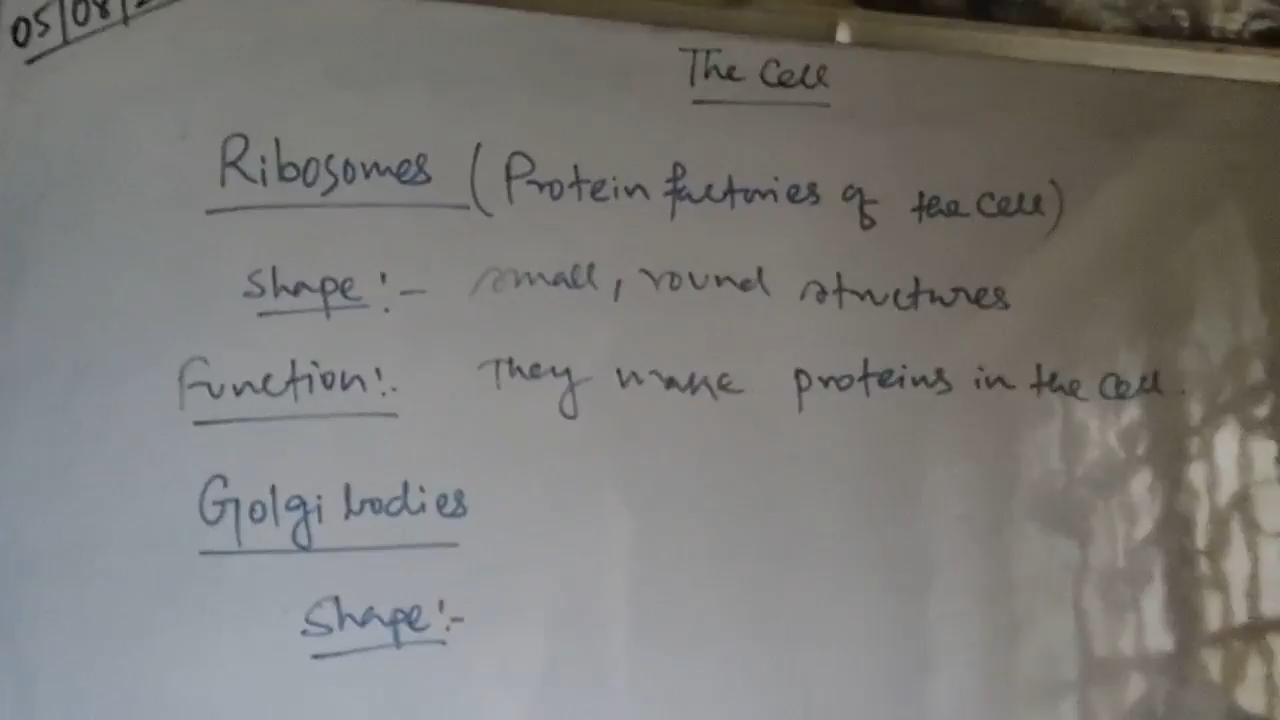 05/08/
The Cell
Ribosomes (Protein factories of the cell)
Shape:- small, round structures
Function:- They make proteins in the cell.
Golgi bodies
Shape:-